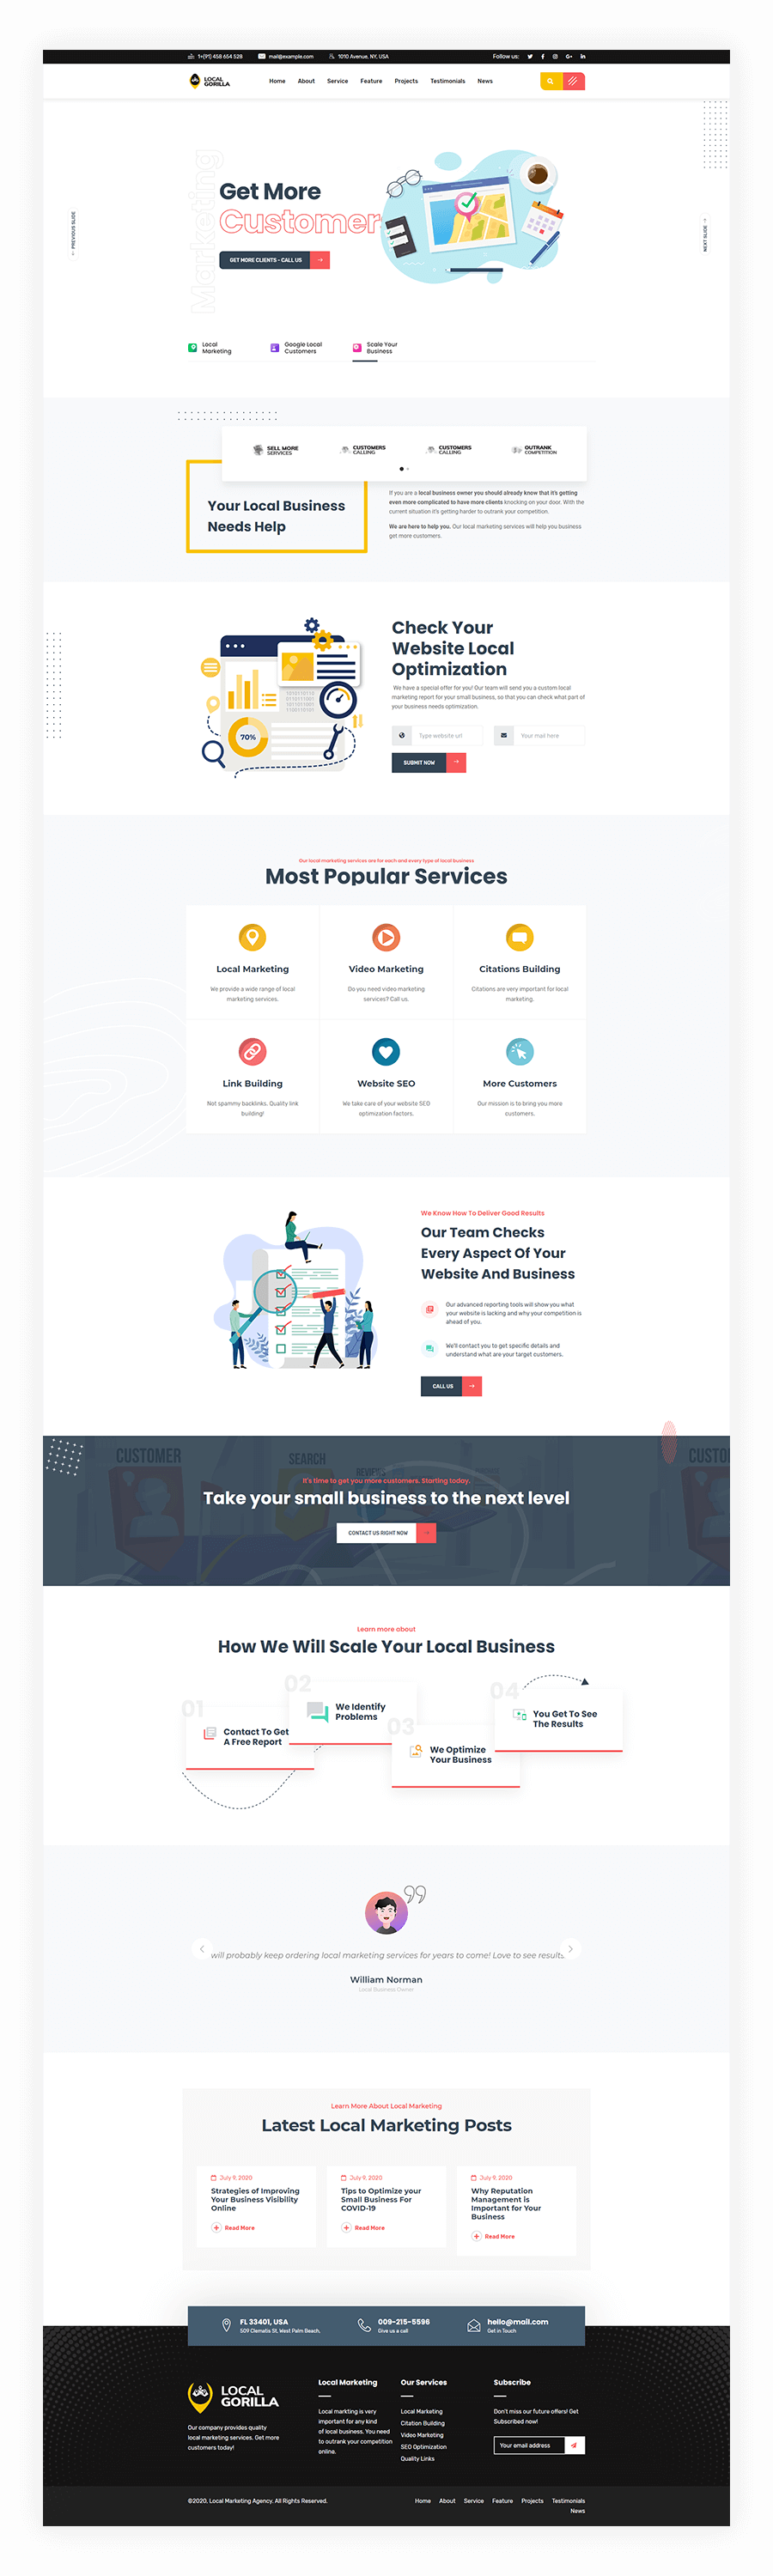 1+(91) 458 654 528
mail@example.com
1010 Avenue, NY, USA
Follow us:
LOCAL
GORILLA
Home About Service Feature Projects Testimonials News
Marketing
Get More
Customer
GET MORE CLIENTS - CALL US
PREVIOUS SLIDE
NEXT SLIDE
Local
Marketing
Google Local
Customers
Scale Your
Business
SELL MORE
SERVICES
CUSTOMERS
CALLING
CUSTOMERS
CALLING
OUTRANK
COMPETITION
Your Local Business
Needs Help
If you are a local business owner you should already know that it's getting
even more complicated to have more clients knocking on your door. With the
current situation it's getting harder to outrank your competition.
We are here to help you. Our local marketing services will help you business
get more customers.
70%
Check Your
Website Local
Optimization
We have a special offer for you! Our team will send you a custom local
marketing report for your small business, so that you can check what part of
your business needs optimization.
Type website url
Your mail here
SUBMIT NOW
Our local marketing services are for each and every type of local business
Most Popular Services
Local Marketing
We provide a wide range of local
marketing services.
Video Marketing
Do you need video marketing
services? Call us.
Citations Building
Citations are very important for local
marketing.
Link Building
Not spammy backlinks. Quality link
building!
Website SEO
We take care of your website SEO
optimization factors.
More Customers
Our mission is to bring you more
customers.
We Know How To Deliver Good Results
Our Team Checks
Every Aspect Of Your
Website And Business
Our advanced reporting tools will show you what
your website is lacking and why your competition is
ahead of you.
We'll contact you to get specific details and
understand what are your target customers.
CALL US
CUSTOMER
SEARCH
REVIEWS
CUSTO
It's time to get you more customers. Starting today.
Take your small business to the next level
CONTACT US RIGHT NOW
Learn more about
How We Will Scale Your Local Business
01
Contact To Get
A Free Report
02
We Identify
Problems
03
We Optimize
Your Business
04
You Get To See
The Results
will probably keep ordering local marketing services for years to come! Love to see results
William Norman
Local Business Owner
Learn More About Local Marketing
Latest Local Marketing Posts
July 9, 2020
Strategies of Improving
Your Business Visibility
Online
Read More
July 9, 2020
Tips to Optimize your
Small Business For
COVID-19
Read More
July 9, 2020
Why Reputation
Management is
Important for Your
Business
Read More
FL 33401, USA
509 Clematis St. West Palm Beach,
009-215-5596
Give us a call
hello@mail.com
Get in Touch
LOCAL
GORILLA
Our company provides quality
local marketing services. Get more
customers today!
Local Marketing
Local markting is very
important for any kind
of local business. You need
to outrank your competition
online.
Our Services
Local Marketing
Citation Building
Video Marketing
SEO Optimization
Quality Links
Subscribe
Don't miss our future offers! Get
Subscribed now!
Your email address
©2020, Local Marketing Agency. All Rights Reserved.
Home About Service Feature Projects Testimonials
News